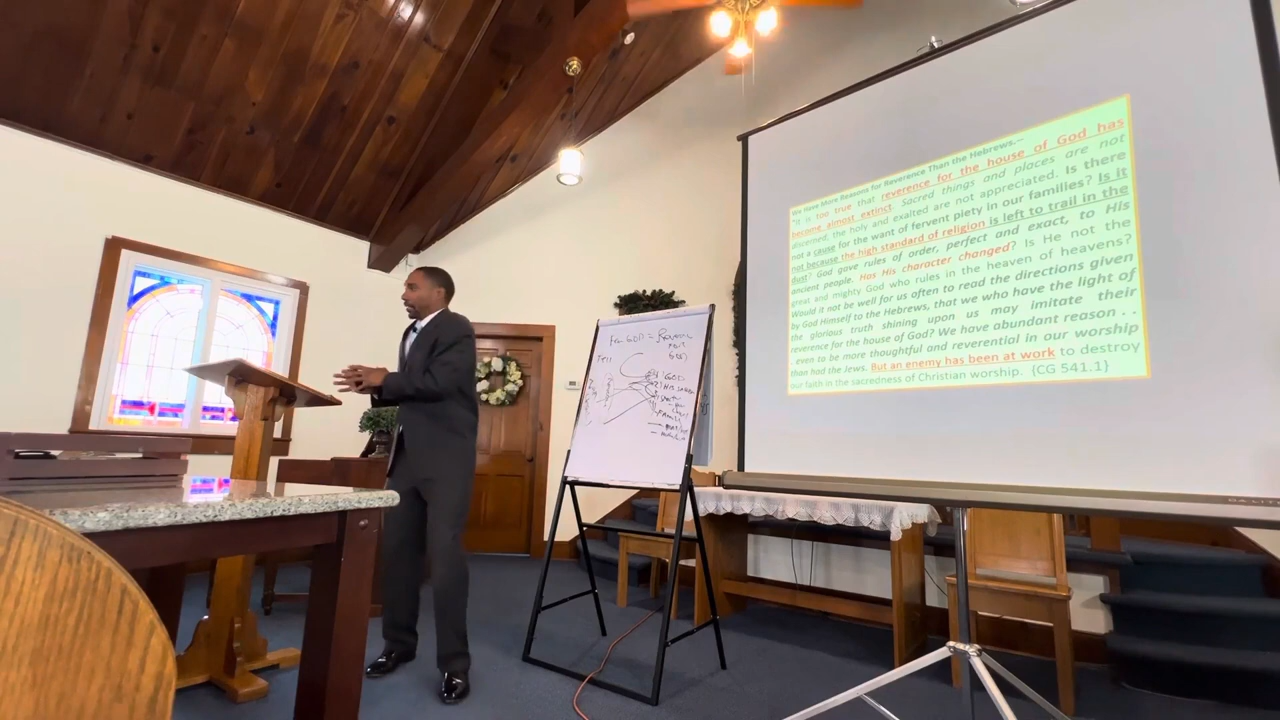 We Have More Reasons for Reverence Than the Hebrews.—
"It is too true that reverence for the house of God has
become almost extinct. Sacred things and places are not
discerned, the holy and exalted are not appreciated. Is there
not a cause for the want of fervent piety in our families? Is it
not because the high standard of religion is left to trail in the
dust? God gave rules of order, perfect and exact, to His
ancient people. Has His character changed? Is He not the
great and mighty God who rules in the heaven of heavens?
Would it not be well for us often to read the directions given
by God Himself to the Hebrews, that we who have the light of
the glorious truth shining upon us may imitate their
reverence for the house of God? We have abundant reason . .
. even to be more thoughtful and reverential in our worship
than had the Jews. But an enemy has been at work to destroy
our faith in the sacredness of Christian worship. {CG 541.1}
GOD =
GOD
DA-LITE